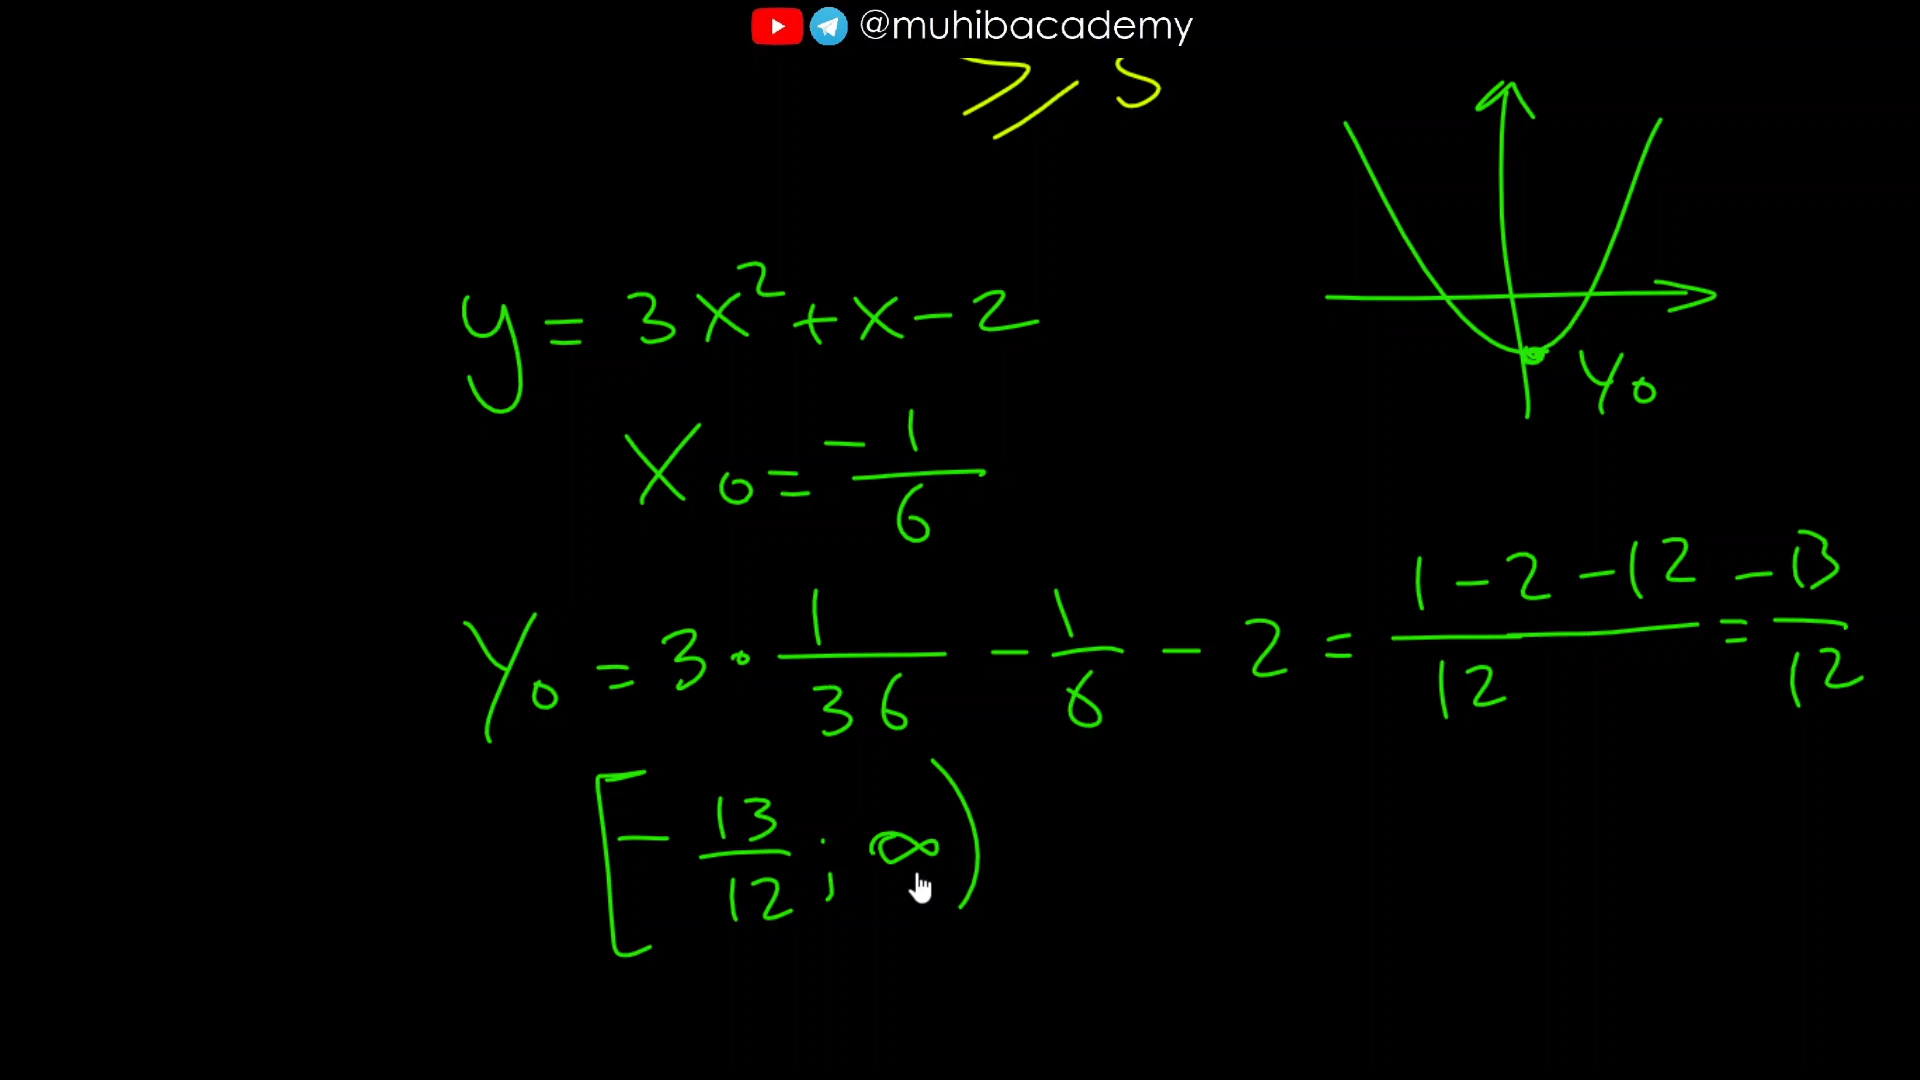 @muhibacademy
⩾ 5
y = 3x² + x - 2
y₀
x₀ = -1/6
y₀ = 3 · 1/36 - 1/6 - 2 = (1 - 2 - 12)/12 = -13/12
[-13/12 ; ∞)